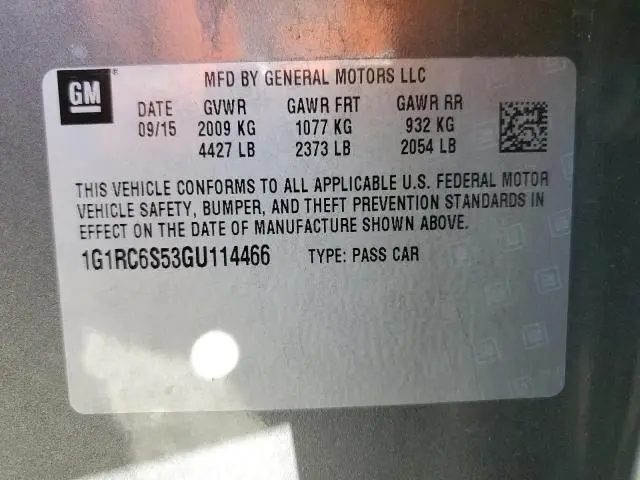 GM ® MFD BY GENERAL MOTORS LLC
DATE GVWR GAWR FRT GAWR RR
09/15 2009 KG 1077 KG 932 KG
4427 LB 2373 LB 2054 LB
THIS VEHICLE CONFORMS TO ALL APPLICABLE U.S. FEDERAL MOTOR
VEHICLE SAFETY, BUMPER, AND THEFT PREVENTION STANDARDS IN
EFFECT ON THE DATE OF MANUFACTURE SHOWN ABOVE.
1G1RC6S53GU114466 TYPE: PASS CAR